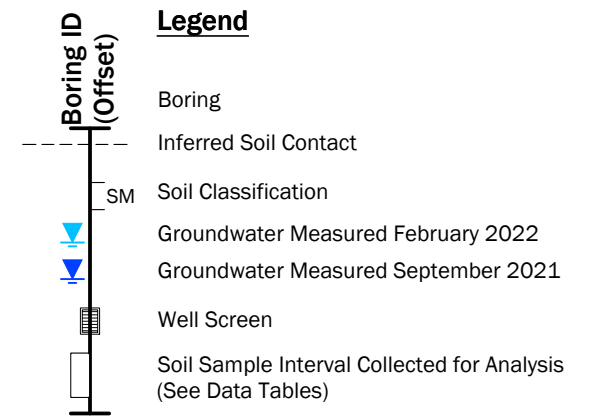 Legend
Boring ID
(Offset)
Boring
Inferred Soil Contact
SM
Soil Classification
Groundwater Measured February 2022
Groundwater Measured September 2021
Well Screen
Soil Sample Interval Collected for Analysis
(See Data Tables)